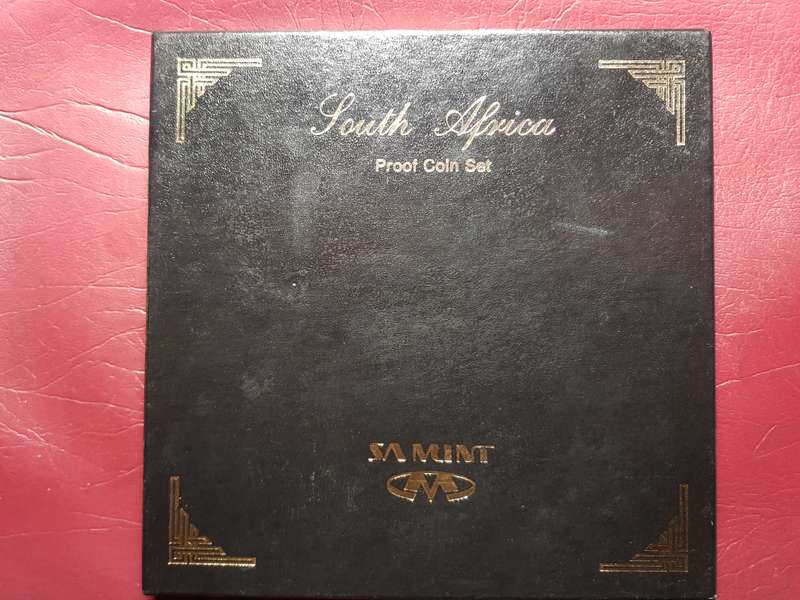 South Africa
Proof Coin Set
SA MINT
M